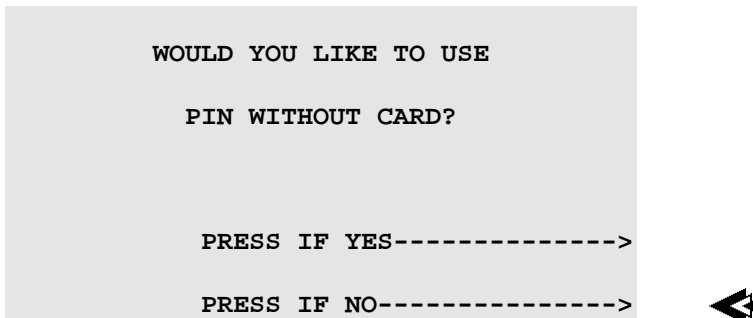 WOULD YOU LIKE TO USE
PIN WITHOUT CARD?
PRESS IF YES-------------->
PRESS IF NO--------------->